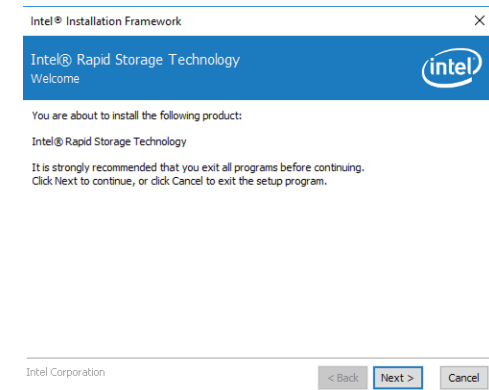 Intel® Installation Framework
Intel® Rapid Storage Technology
Welcome
intel
You are about to install the following product:
Intel® Rapid Storage Technology
It is strongly recommended that you exit all programs before continuing.
Click Next to continue, or click Cancel to exit the setup program.
Intel Corporation
< Back Next > Cancel